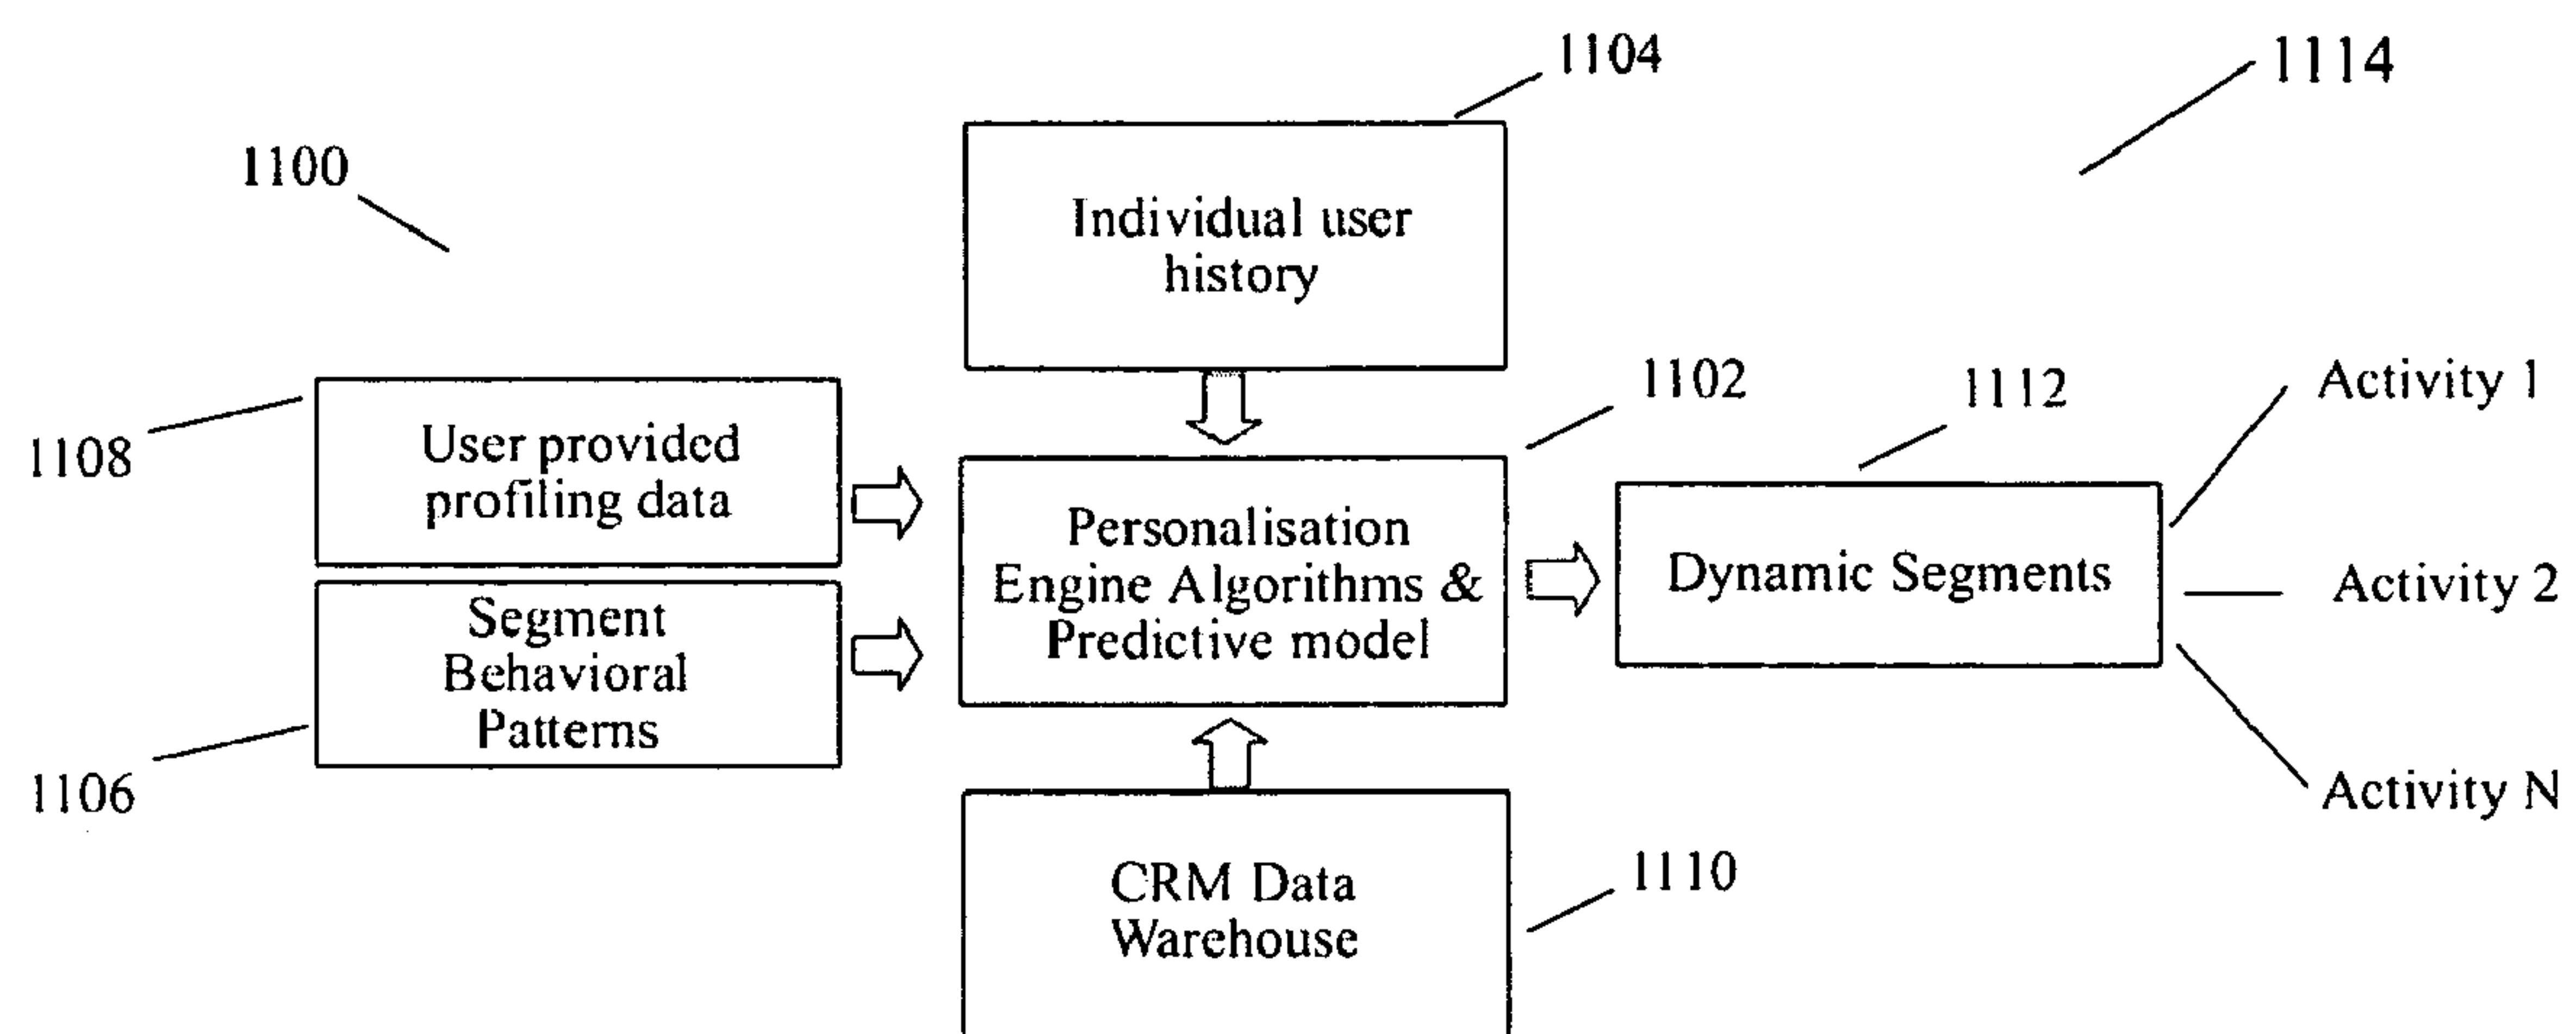 1104
1114
1100
Individual user
history
1108
User provided
profiling data
1102
1112
Activity 1
Personalisation
Engine Algorithms &
Predictive model
Dynamic Segments
Activity 2
Segment
Behavioral
Patterns
1106
Activity N
CRM Data
Warehouse
1110